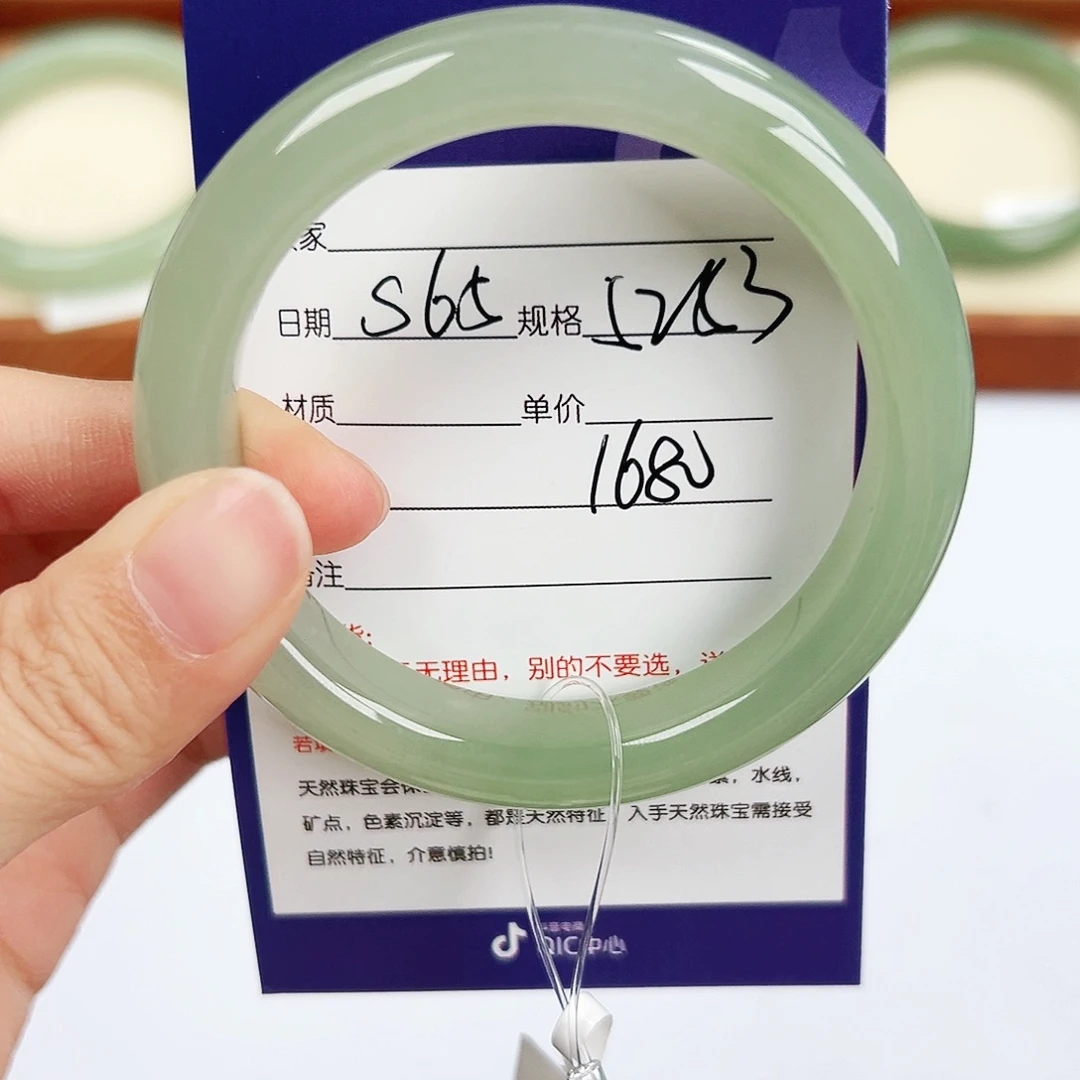 家
日期 S65 规格
材质 单价
1680
注
无理由，别的不要选，
若
天然珠宝会 水线，
矿点，色素沉淀等，都是天然特征 入手天然珠宝需接受
自然特征，介意慎拍!
QIC中心